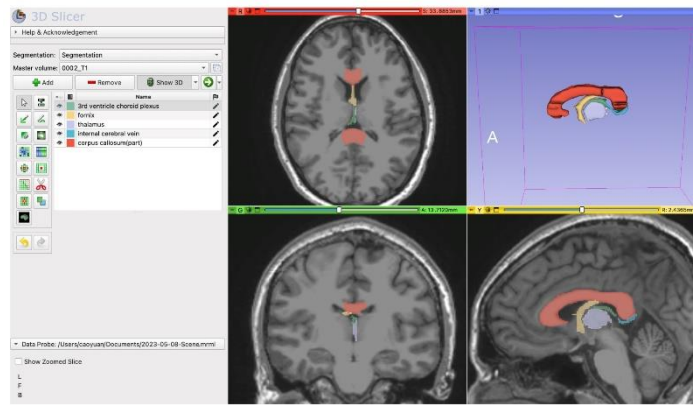 3D Slicer
Help & Acknowledgement
Segmentation: Segmentation
Master volume: 0002_T1
Add
Remove
Show 3D
Name
3rd ventricle choroid plexus
fornix
thalamus
internal cerebral vein
corpus callosum(part)
Data Probe: /Users/caoyuan/Documents/2023-05-08-Scene.mrml
Show Zoomed Slice
L
F
B
R
1
A
G
Y